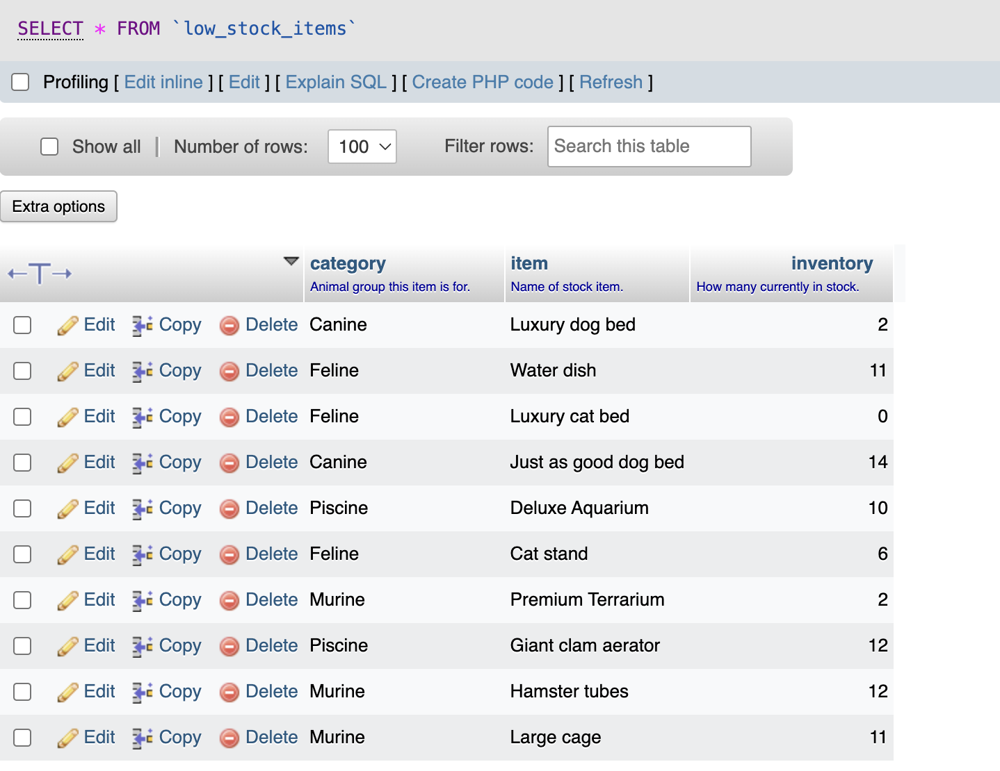 SELECT * FROM `low_stock_items`
Profiling [ Edit inline ] [ Edit ] [ Explain SQL ] [ Create PHP code ] [ Refresh ]
Show all | Number of rows: 100 Filter rows: Search this table
Extra options
←T→ category item inventory
Animal group this item is for. Name of stock item. How many currently in stock.
Edit Copy Delete Canine Luxury dog bed 2
Edit Copy Delete Feline Water dish 11
Edit Copy Delete Feline Luxury cat bed 0
Edit Copy Delete Canine Just as good dog bed 14
Edit Copy Delete Piscine Deluxe Aquarium 10
Edit Copy Delete Feline Cat stand 6
Edit Copy Delete Murine Premium Terrarium 2
Edit Copy Delete Piscine Giant clam aerator 12
Edit Copy Delete Murine Hamster tubes 12
Edit Copy Delete Murine Large cage 11